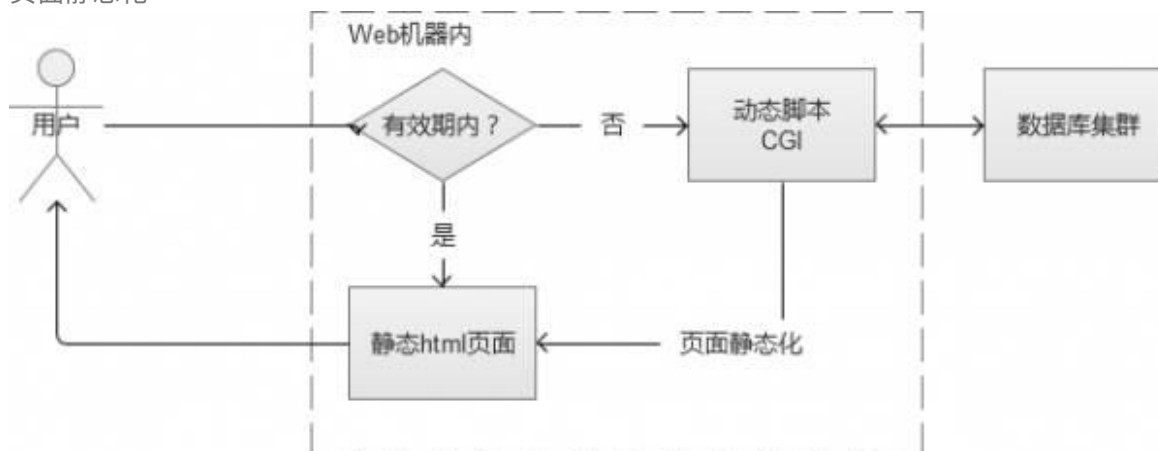 Web机器内
用户
有效期内？
否
动态脚本
CGI
数据库集群
是
静态html页面
页面静态化